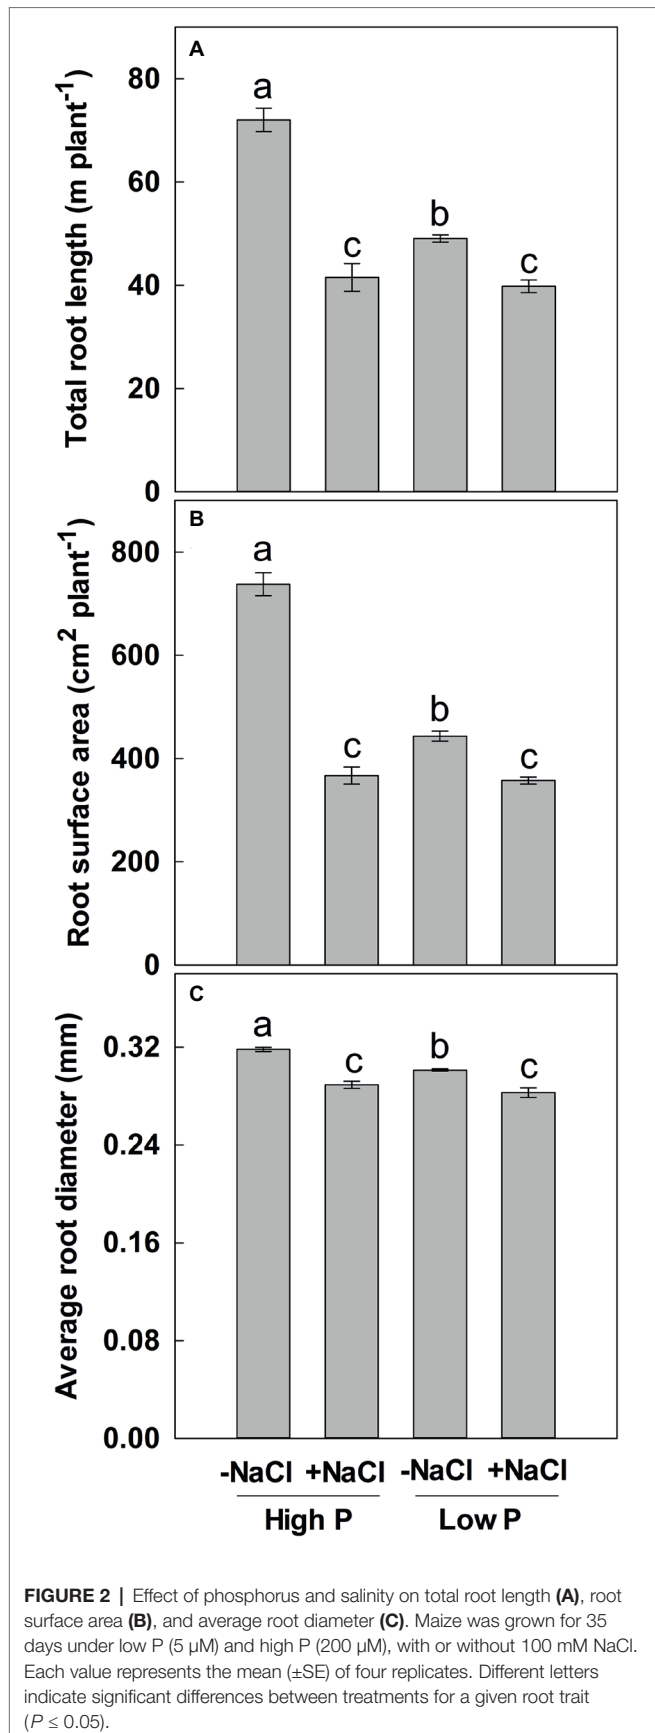 A
Total root length (m plant-1)
80
60
40
20
0
a
c
b
c
B
Root surface area (cm2 plant-1)
800
600
400
200
0
a
c
b
c
C
Average root diameter (mm)
0.32
0.24
0.16
0.08
0.00
a
c
b
c
-NaCl +NaCl -NaCl +NaCl
High P Low P
FIGURE 2 | Effect of phosphorus and salinity on total root length (A), root
surface area (B), and average root diameter (C). Maize was grown for 35
days under low P (5 μM) and high P (200 μM), with or without 100 mM NaCl.
Each value represents the mean (±SE) of four replicates. Different letters
indicate significant differences between treatments for a given root trait
(P ≤ 0.05).